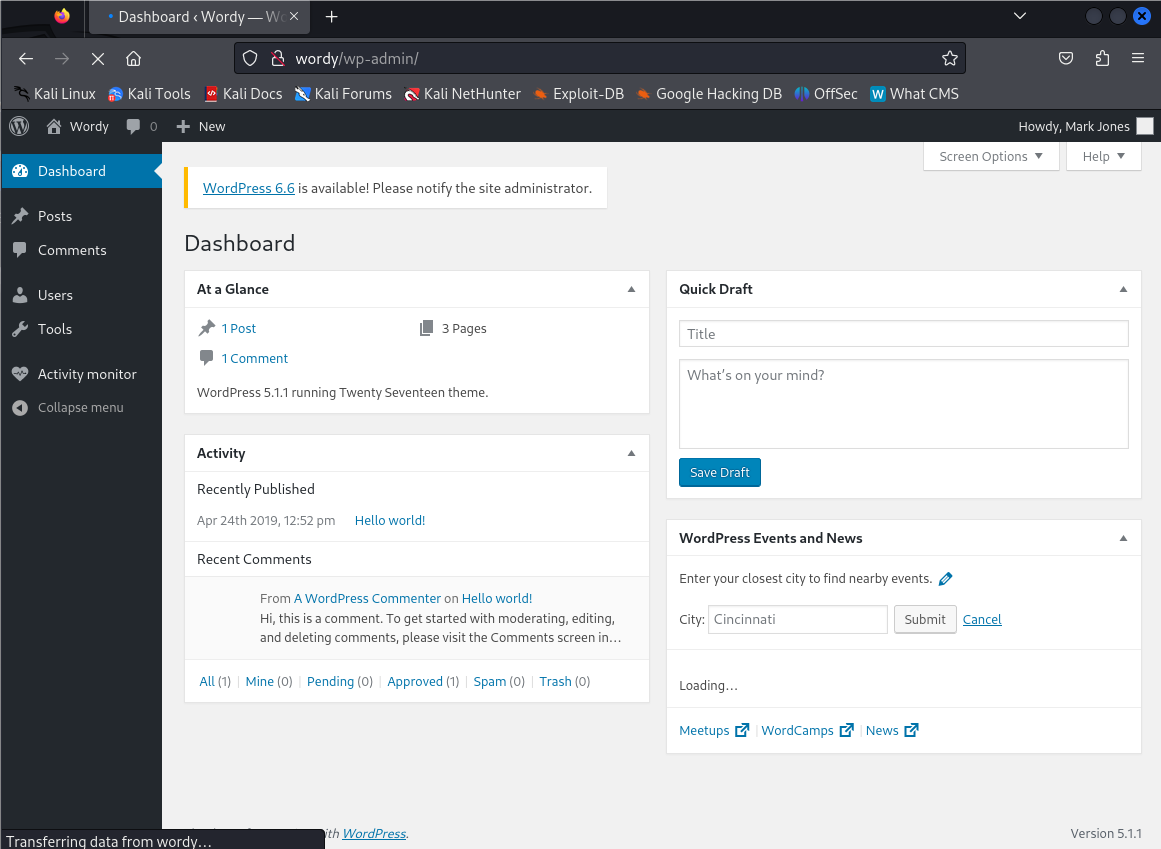 Dashboard ‹ Wordy — W
wordy/wp-admin/
Kali Linux Kali Tools Kali Docs Kali Forums Kali NetHunter Exploit-DB Google Hacking DB OffSec What CMS
Wordy 0 New Howdy, Mark Jones
Screen Options Help
Dashboard
Posts
Comments
Users
Tools
Activity monitor
Collapse menu
WordPress 6.6 is available! Please notify the site administrator.
Dashboard
At a Glance
1 Post 3 Pages
1 Comment
WordPress 5.1.1 running Twenty Seventeen theme.
Activity
Recently Published
Apr 24th 2019, 12:52 pm Hello world!
Recent Comments
From A WordPress Commenter on Hello world!
Hi, this is a comment. To get started with moderating, editing,
and deleting comments, please visit the Comments screen in…
All (1) | Mine (0) | Pending (0) | Approved (1) | Spam (0) | Trash (0)
Quick Draft
Title
What's on your mind?
Save Draft
WordPress Events and News
Enter your closest city to find nearby events.
City: Cincinnati Submit Cancel
Loading…
Meetups | WordCamps | News
WordPress.
Version 5.1.1
Transferring data from wordy…